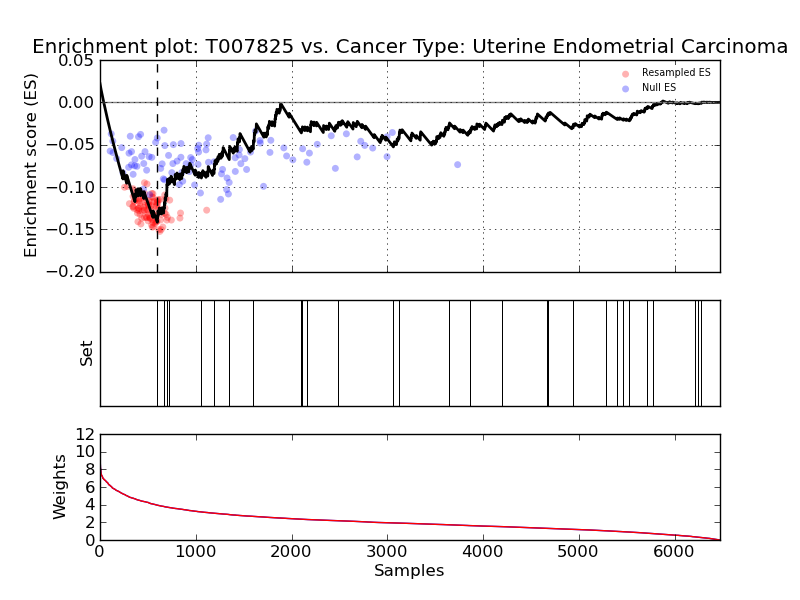 Enrichment plot: T007825 vs. Cancer Type: Uterine Endometrial Carcinoma
Enrichment score (ES)
0.05
0.00
−0.05
−0.10
−0.15
−0.20
Resampled ES
Null ES
Set
Weights
12
10
8
6
4
2
0
0 1000 2000 3000 4000 5000 6000
Samples